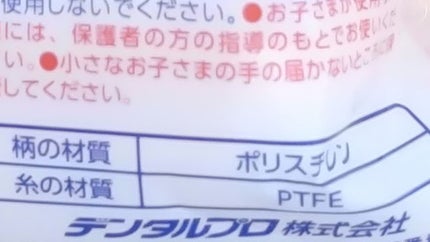 使用しないでください。●お子さまが使用
には、保護者の方の指導のもとでお使いくだ
い。●小さなお子さまの手の届かないところに
してください。
柄の材質 ポリスチレン
糸の材質 PTFE
デンタルプロ株式会社